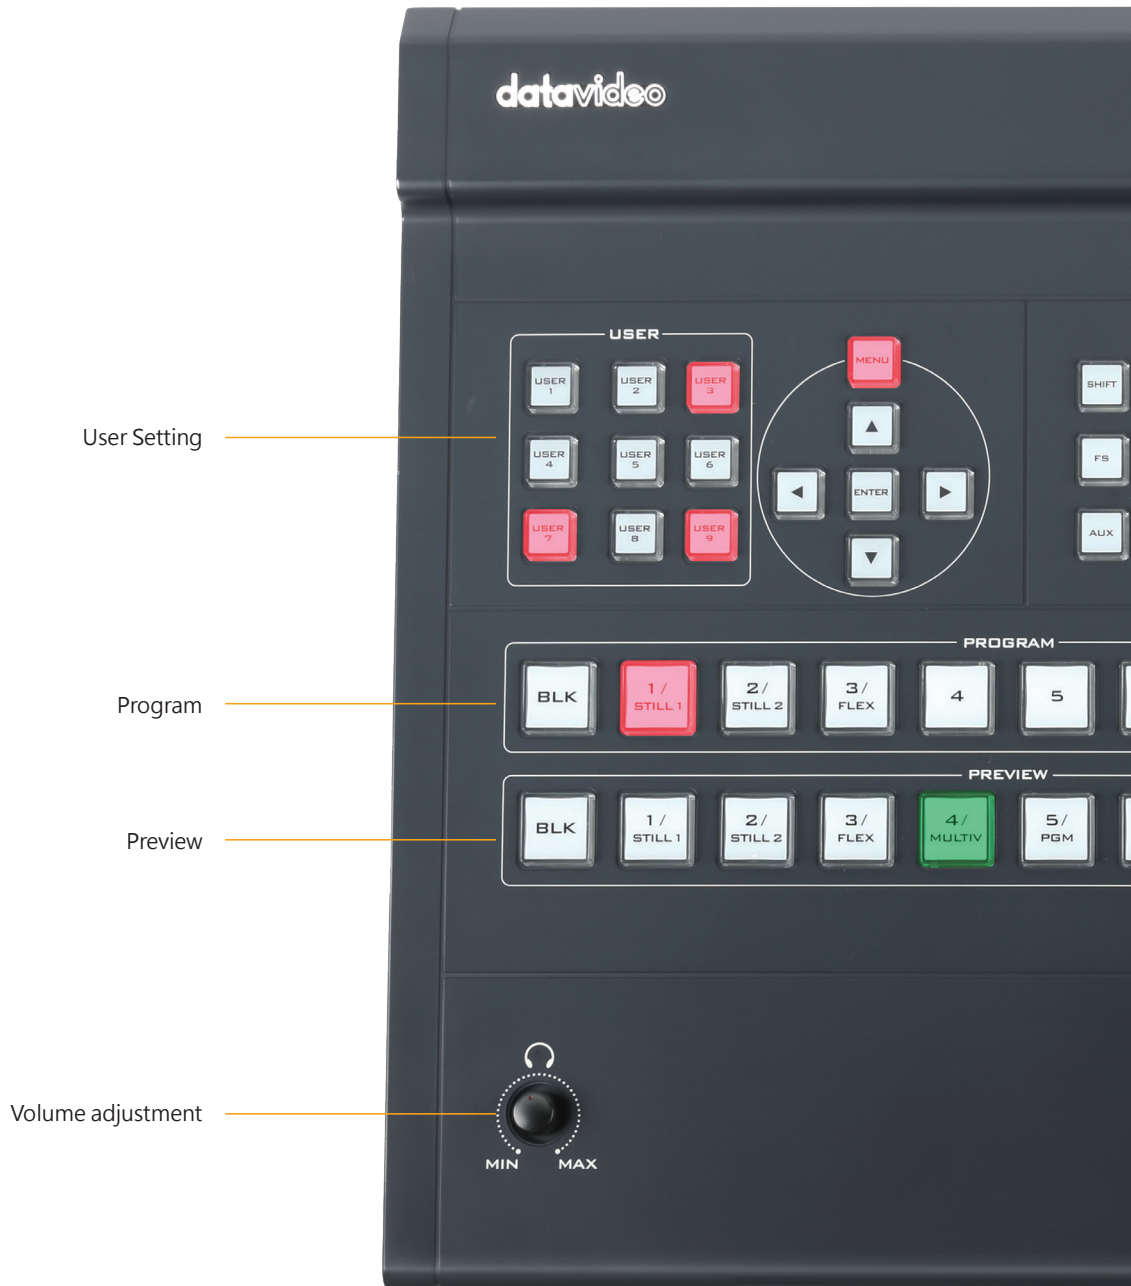 datavideo
USER
USER 1
USER 2
USER 3
MENU
SHIFT
User Setting
USER 4
USER 5
USER 6
FS
ENTER
USER 7
USER 8
USER 9
AUX
PROGRAM
Program
BLK
1/ STILL 1
2/ STILL 2
3/ FLEX
4
5
PREVIEW
Preview
BLK
1/ STILL 1
2/ STILL 2
3/ FLEX
4/ MULTIV
5/ PGM
Volume adjustment
MIN
MAX